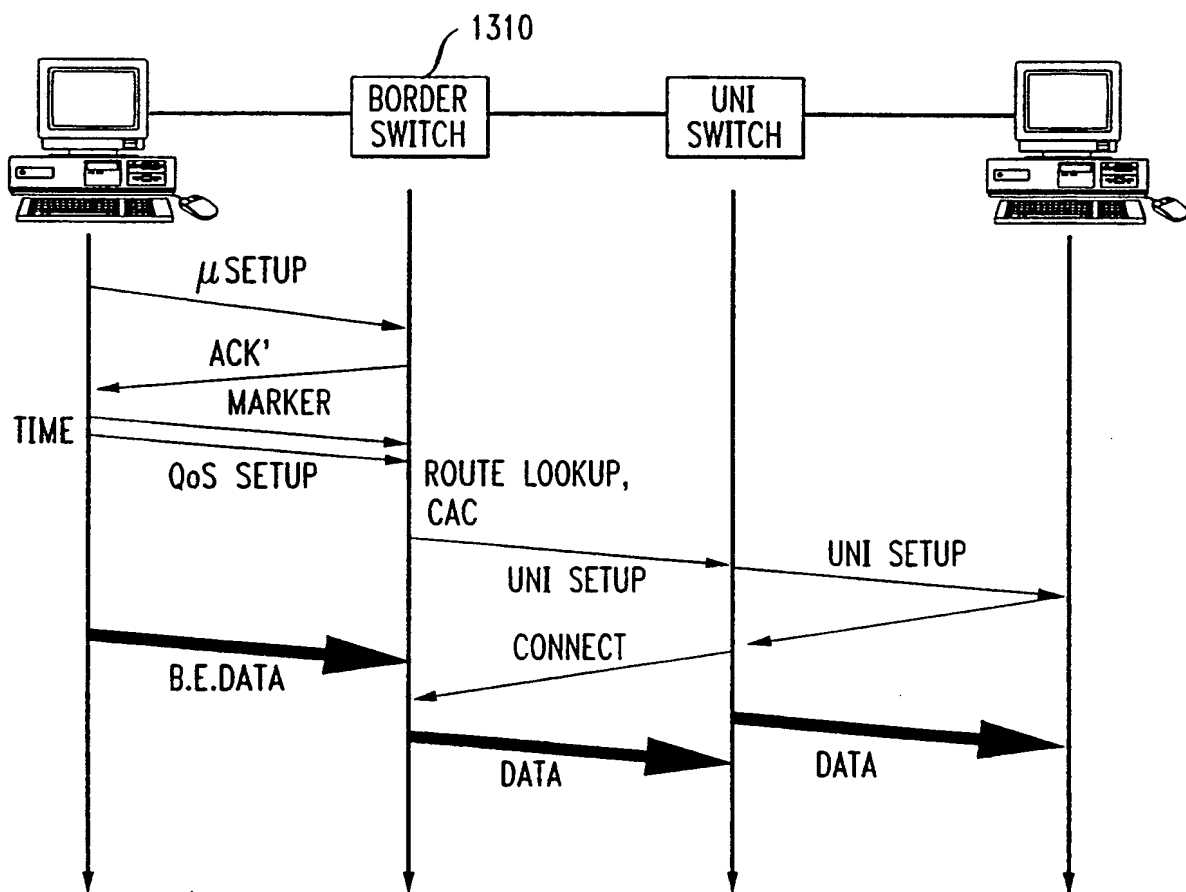 1310
BORDER
SWITCH
UNI
SWITCH
μSETUP
ACK'
MARKER
TIME
QoS SETUP
ROUTE LOOKUP,
CAC
UNI SETUP
UNI SETUP
CONNECT
B.E.DATA
DATA
DATA